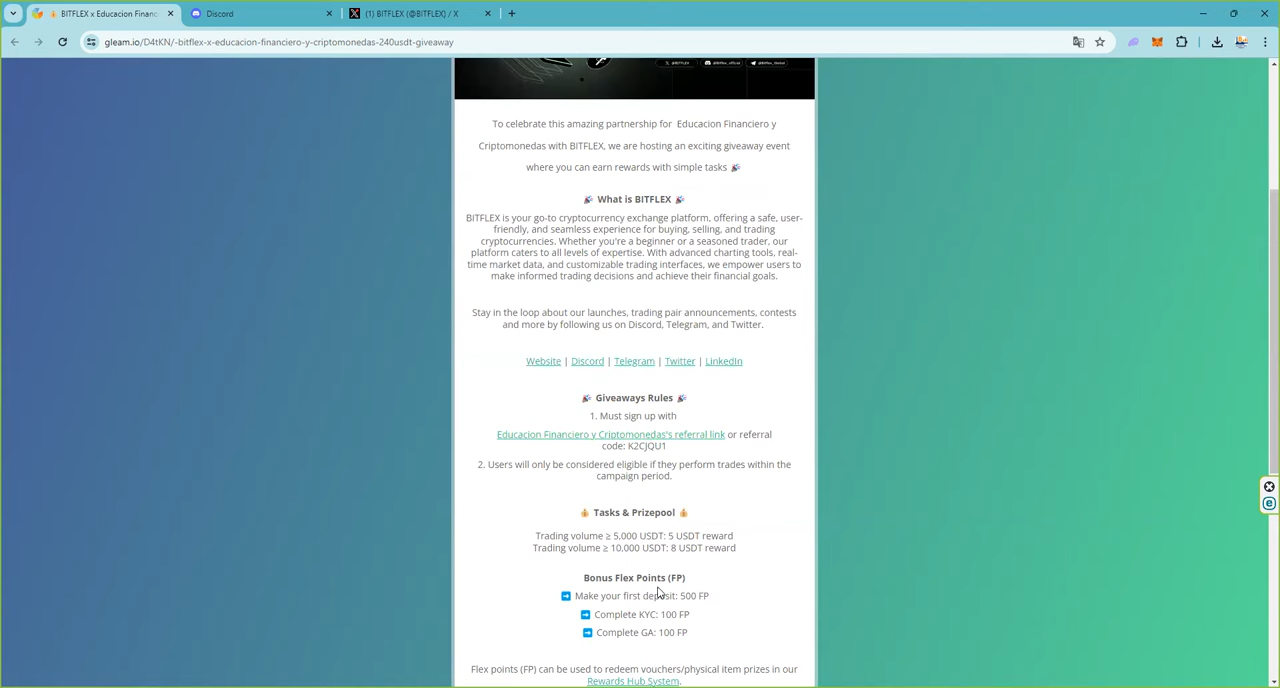 BITFLEX x Educacion Financ
Discord
(1) BITFLEX (@BITFLEX) / X
gleam.io/D4tKN/-bitflex-x-educacion-financiero-y-criptomonedas-240usdt-giveaway
@BITFLEX
@Bitflex_official
@Bitflex_Global
To celebrate this amazing partnership for Educacion Financiero y
Criptomonedas with BITFLEX, we are hosting an exciting giveaway event
where you can earn rewards with simple tasks 🎉
🎉 What is BITFLEX 🎉
BITFLEX is your go-to cryptocurrency exchange platform, offering a safe, user-
friendly, and seamless experience for buying, selling, and trading
cryptocurrencies. Whether you're a beginner or a seasoned trader, our
platform caters to all levels of expertise. With advanced charting tools, real-
time market data, and customizable trading interfaces, we empower users to
make informed trading decisions and achieve their financial goals.
Stay in the loop about our launches, trading pair announcements, contests
and more by following us on Discord, Telegram, and Twitter.
Website | Discord | Telegram | Twitter | LinkedIn
🎉 Giveaways Rules 🎉
1. Must sign up with
Educacion Financiero y Criptomonedas's referral link or referral
code: K2CJQU1
2. Users will only be considered eligible if they perform trades within the
campaign period.
💰 Tasks & Prizepool 💰
Trading volume ≥ 5,000 USDT: 5 USDT reward
Trading volume ≥ 10,000 USDT: 8 USDT reward
Bonus Flex Points (FP)
➡️ Make your first deposit: 500 FP
➡️ Complete KYC: 100 FP
➡️ Complete GA: 100 FP
Flex points (FP) can be used to redeem vouchers/physical item prizes in our
Rewards Hub System.